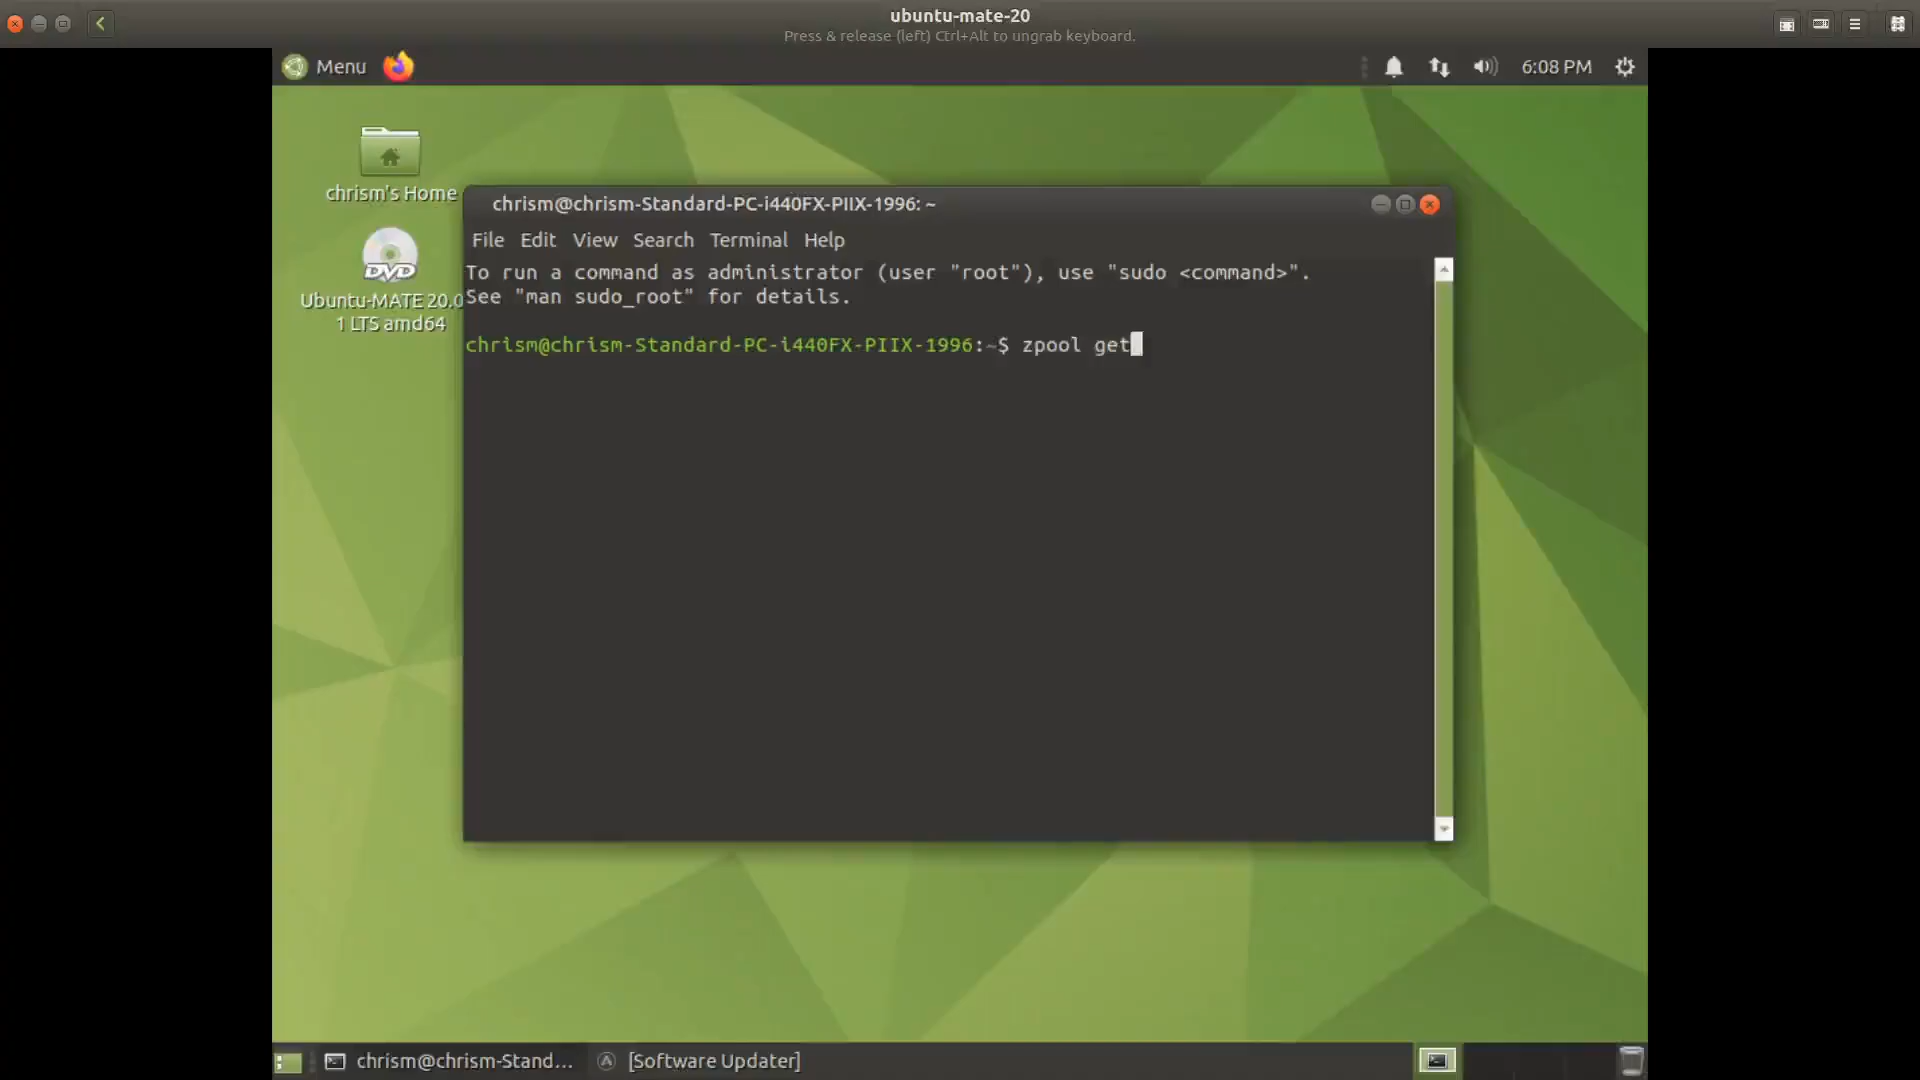 ubuntu-mate-20
Press & release (left) Ctrl+Alt to ungrab keyboard.
Menu
6:08 PM
chrism's Home
DVD
Ubuntu-MATE 20.0
1 LTS amd64
chrism@chrism-Standard-PC-i440FX-PIIX-1996: ~
File Edit View Search Terminal Help
To run a command as administrator (user "root"), use "sudo <command>".
See "man sudo_root" for details.
chrism@chrism-Standard-PC-i440FX-PIIX-1996:~$ zpool get
chrism@chrism-Stand...
[Software Updater]